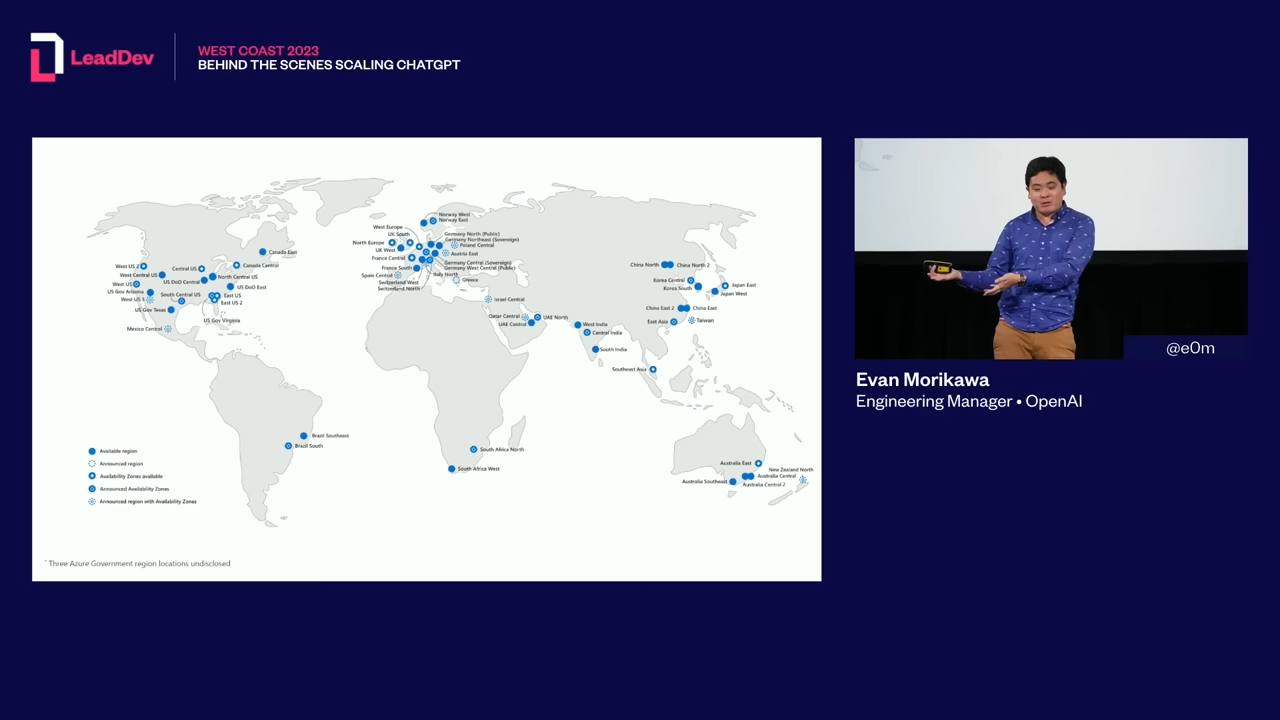 LeadDev
WEST COAST 2023
BEHIND THE SCENES SCALING CHATGPT
Norway West
Norway East
West Europe
UK South
North Europe
UK West
France Central
France South
Spain Central
Switzerland West
Switzerland North
Germany North (Public)
Germany Northeast (Sovereign)
Poland Central
Austria East
Germany Central (Sovereign)
Germany West Central (Public)
Italy North
Greece
Canada East
Canada Central
West US 2
Central US
West Central US
North Central US
West US
US DoD Central
US DoD East
US Gov Arizona
South Central US
East US
West US 3
East US 2
US Gov Texas
US Gov Virginia
Mexico Central
Israel Central
Qatar Central
UAE North
UAE Central
West India
Central India
South India
China North
China North 2
Korea Central
Korea South
Japan East
Japan West
China East 2
China East
East Asia
Taiwan
Southeast Asia
Brazil Southeast
Brazil South
South Africa North
South Africa West
Australia East
New Zealand North
Australia Central
Australia Southeast
Australia Central 2
Available region
Announced region
Availability Zones available
Announced Availability Zones
Announced region with Availability Zones
* Three Azure Government region locations undisclosed
@e0m
Evan Morikawa
Engineering Manager • OpenAI